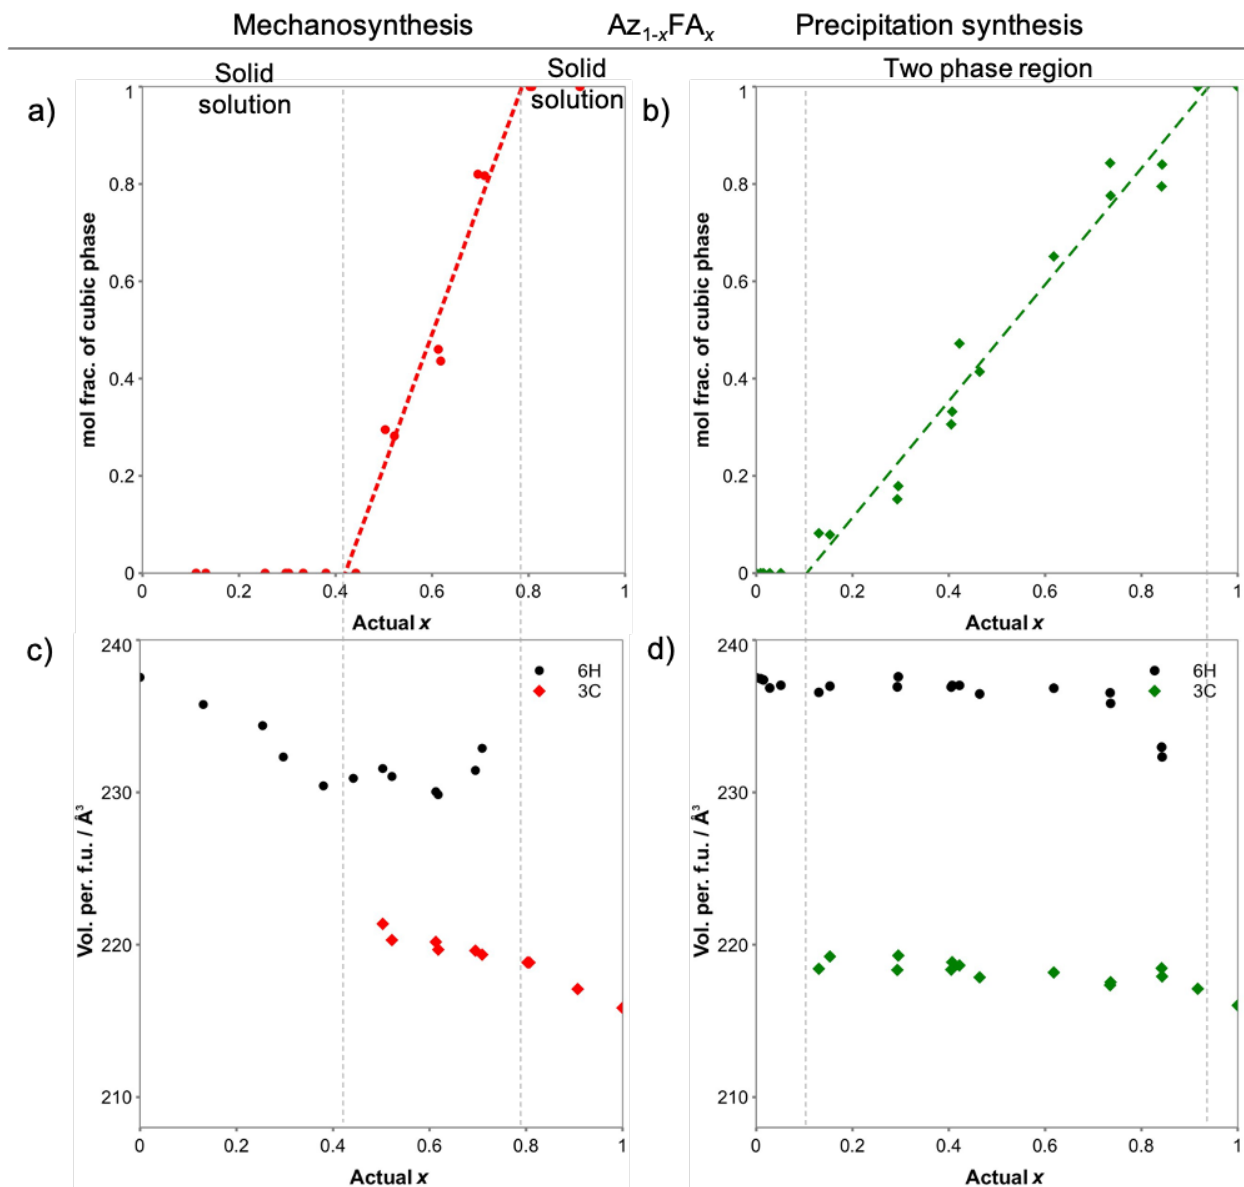 Mechanosynthesis Az1-xFAx Precipitation synthesis
Solid solution Solid solution Two phase region
a)
mol frac. of cubic phase
1
0.8
0.6
0.4
0.2
0
0 0.2 0.4 0.6 0.8 1
Actual x
b)
mol frac. of cubic phase
1
0.8
0.6
0.4
0.2
0
0 0.2 0.4 0.6 0.8 1
Actual x
c)
Vol. per. f.u. / Å³
240
230
220
210
6H
3C
0 0.2 0.4 0.6 0.8 1
Actual x
d)
Vol. per. f.u. / Å³
240
230
220
210
6H
3C
0 0.2 0.4 0.6 0.8 1
Actual x